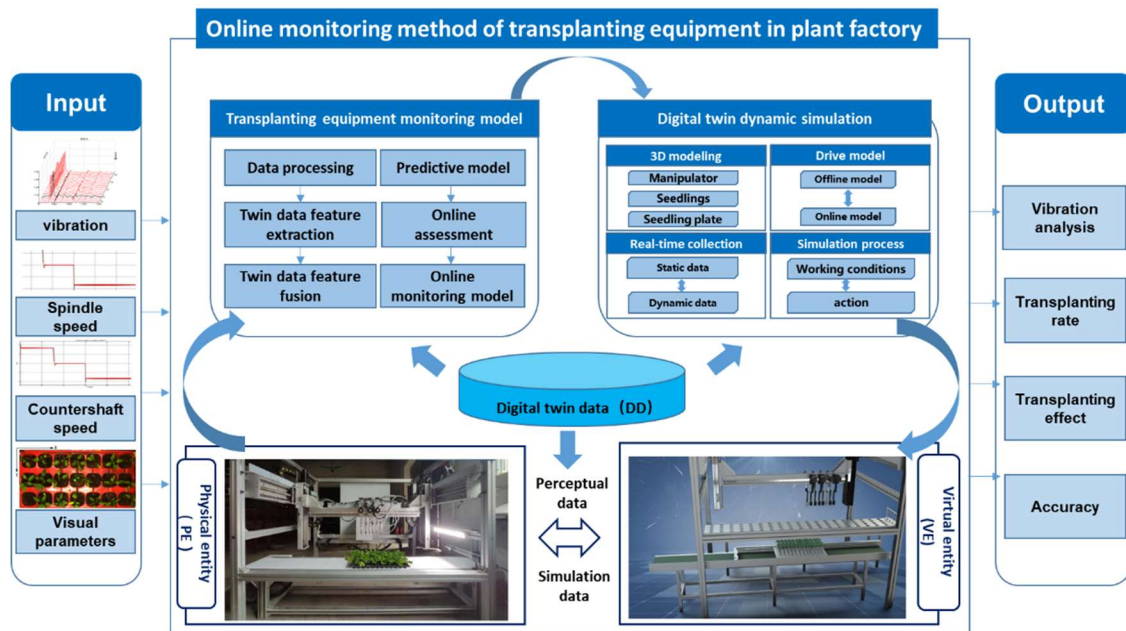 Online monitoring method of transplanting equipment in plant factory
Input
vibration
Spindle
speed
Countershaft
speed
Visual
parameters
Transplanting equipment monitoring model
Data processing
Predictive model
Twin data feature
extraction
Online
assessment
Twin data feature
fusion
Online
monitoring model
Digital twin dynamic simulation
3D modeling
Manipulator
Seedlings
Seedling plate
Drive model
Offline model
Online model
Real-time collection
Static data
Dynamic data
Simulation process
Working conditions
action
Digital twin data（DD）
Physical entity
（PE）
Perceptual
data
Simulation
data
Virtual entity
(VE)
Output
Vibration
analysis
Transplanting
rate
Transplanting
effect
Accuracy